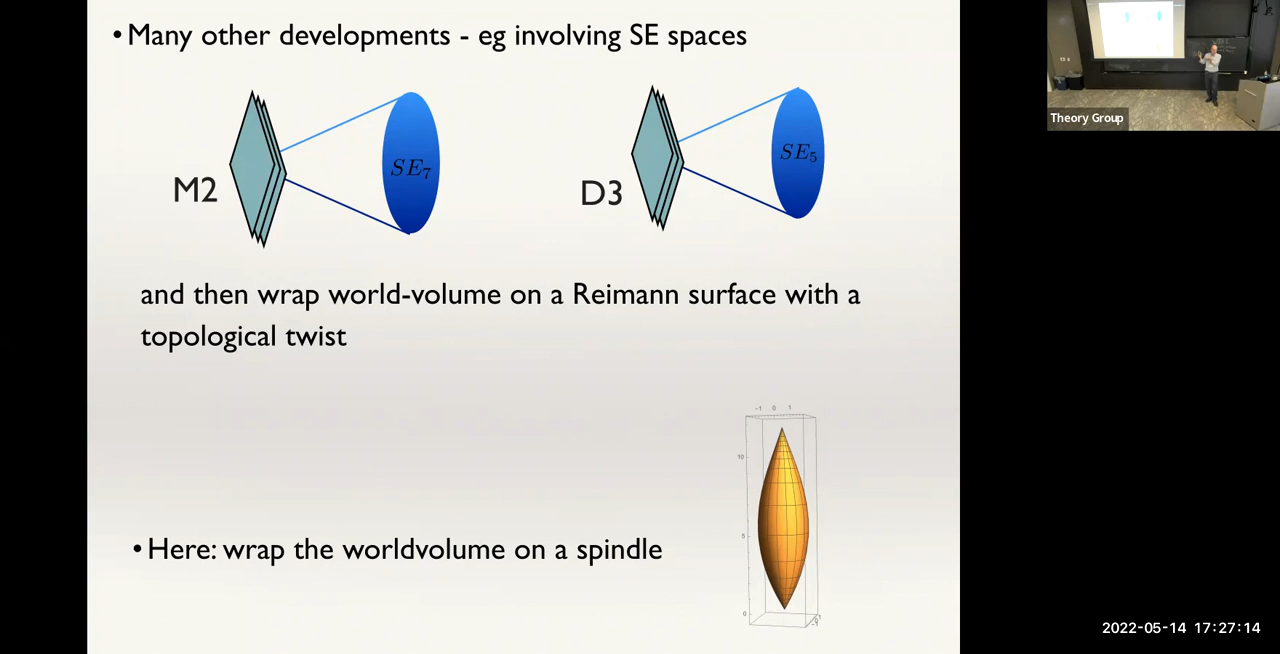 • Many other developments - eg involving SE spaces
M2
SE7
D3
SE5
and then wrap world-volume on a Reimann surface with a
topological twist
• Here: wrap the worldvolume on a spindle
-1 0 1
10
5
0
Theory Group
2022-05-14 17:27:14